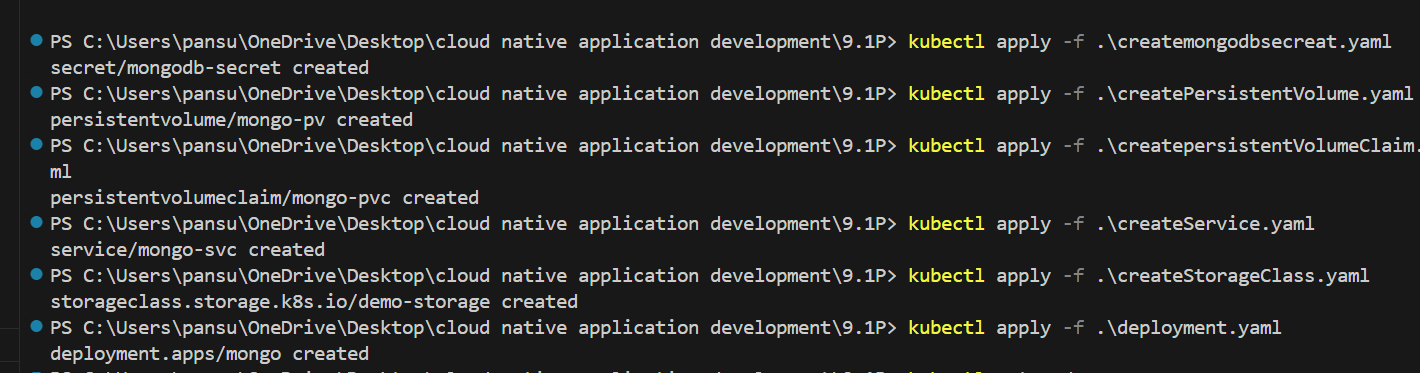 PS C:\Users\pansu\OneDrive\Desktop\cloud native application development\9.1P> kubectl apply -f .\createmongodbsecreat.yaml
secret/mongodb-secret created
PS C:\Users\pansu\OneDrive\Desktop\cloud native application development\9.1P> kubectl apply -f .\createPersistentVolume.yaml
persistentvolume/mongo-pv created
PS C:\Users\pansu\OneDrive\Desktop\cloud native application development\9.1P> kubectl apply -f .\createpersistentVolumeClaim.
ml
persistentvolumeclaim/mongo-pvc created
PS C:\Users\pansu\OneDrive\Desktop\cloud native application development\9.1P> kubectl apply -f .\createService.yaml
service/mongo-svc created
PS C:\Users\pansu\OneDrive\Desktop\cloud native application development\9.1P> kubectl apply -f .\createStorageClass.yaml
storageclass.storage.k8s.io/demo-storage created
PS C:\Users\pansu\OneDrive\Desktop\cloud native application development\9.1P> kubectl apply -f .\deployment.yaml
deployment.apps/mongo created